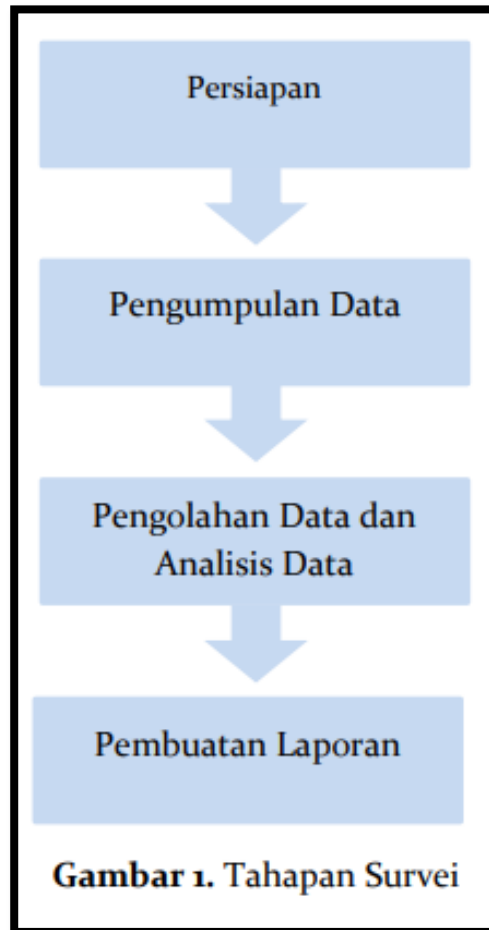 Persiapan
Pengumpulan Data
Pengolahan Data dan
Analisis Data
Pembuatan Laporan
Gambar 1. Tahapan Survei